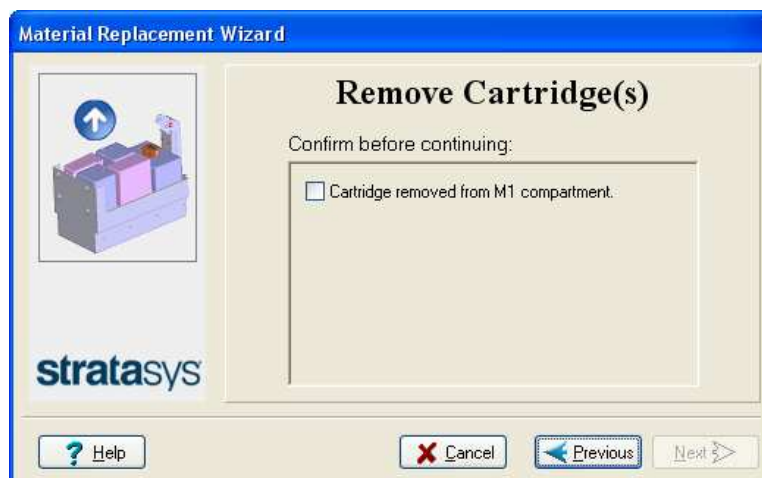 Material Replacement Wizard
Remove Cartridge(s)
Confirm before continuing:
Cartridge removed from M1 compartment.
stratasys
? Help
Cancel
Previous
Next